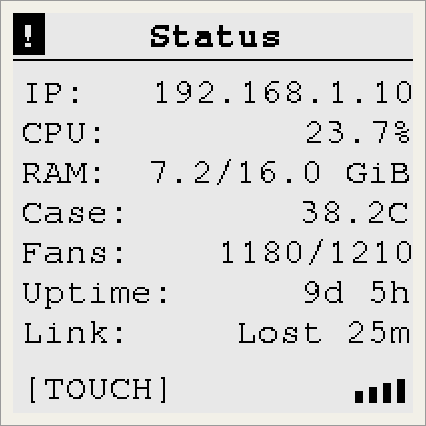 ! Status
IP: 192.168.1.10
CPU: 23.7%
RAM: 7.2/16.0 GiB
Case: 38.2C
Fans: 1180/1210
Uptime: 9d 5h
Link: Lost 25m
[TOUCH]